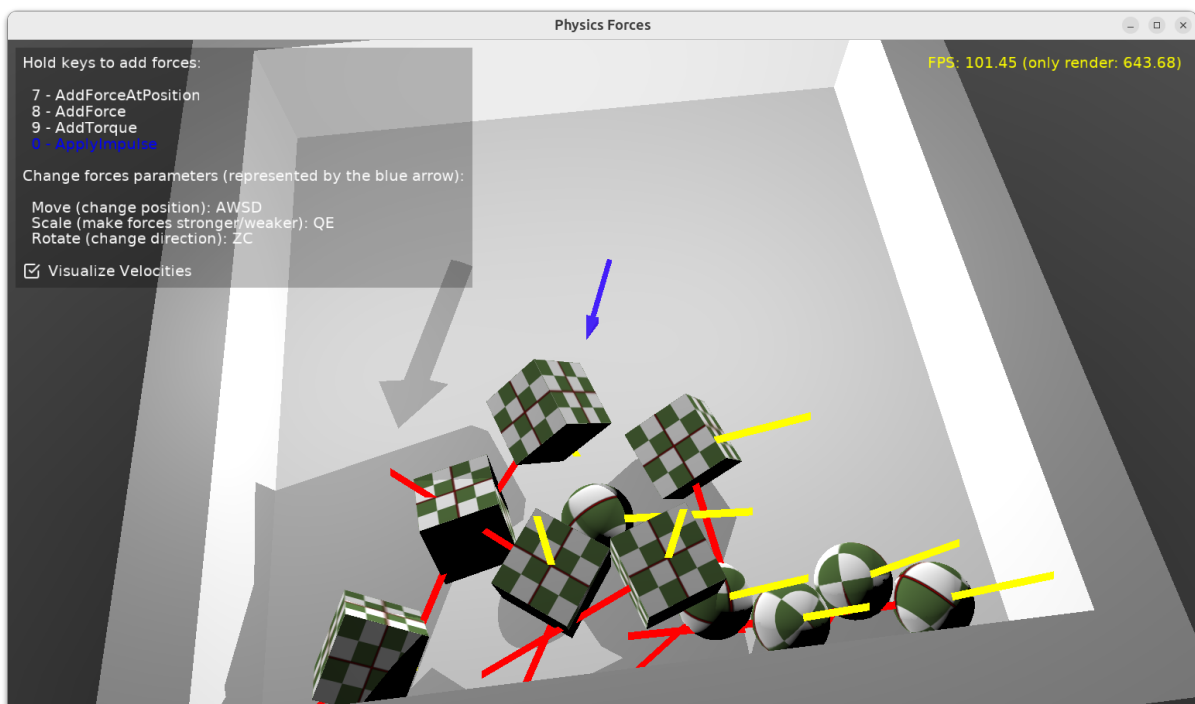 Physics Forces
Hold keys to add forces:
FPS: 101.45 (only render: 643.68)
7 - AddForceAtPosition
8 - AddForce
9 - AddTorque
0 - ApplyImpulse
Change forces parameters (represented by the blue arrow):
Move (change position): AWSD
Scale (make forces stronger/weaker): QE
Rotate (change direction): ZC
Visualize Velocities